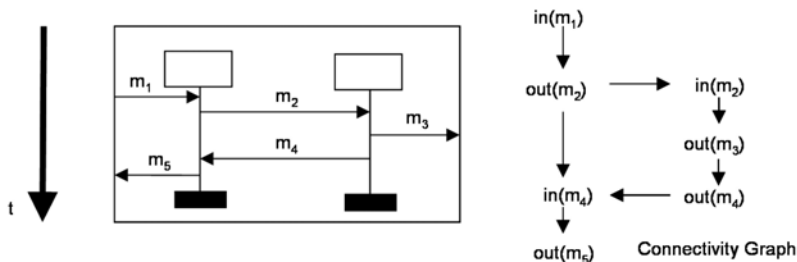 t
m₁
m₂
m₃
m₄
m₅
in(m₁)
out(m₂) in(m₂)
out(m₃)
in(m₄) out(m₄)
out(m₅) Connectivity Graph